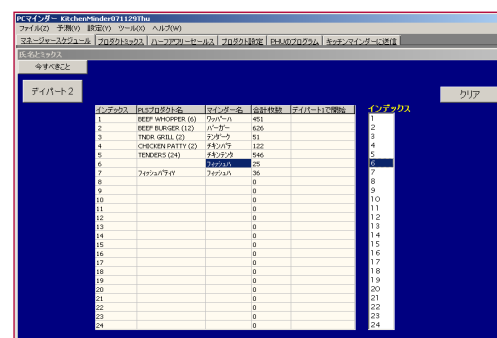 PCマインダー KitchenMinder071129Thu
ファイル(Z) 予測(V) 設定(Y) ツール(X) ヘルプ(W)
マネージャースケジュール プロダクトミックス ハーフアワリーセールス プロダクト設定 PHUのプログラム キッチンマインダーに送信
氏名とミックス
今すべきこと
デイパート2
クリア
インデックス PLSプロダクト名 マインダー名 合計枚数 デイパート1で開始 インデックス
1 BEEF WHOPPER (6) ワッパーハ 451 1
2 BEEF BURGER (12) ハーガー 626 2
3 TNDR GRILL (2) テンダーク 51 3
4 CHICKEN PATTY (2) チキンパテ 122 4
5 TENDERS (24) チキンテンタ 546 5
6 フィッシュハ 25 6
7 フィッシュパティY フィッシュハ 36 7
8 0 8
9 0 9
10 0 10
11 0 11
12 0 12
13 0 13
14 0 14
15 0 15
16 0 16
17 0 17
18 0 18
19 0 19
20 0 20
21 0 21
22 0 22
23 0 23
24 0 24